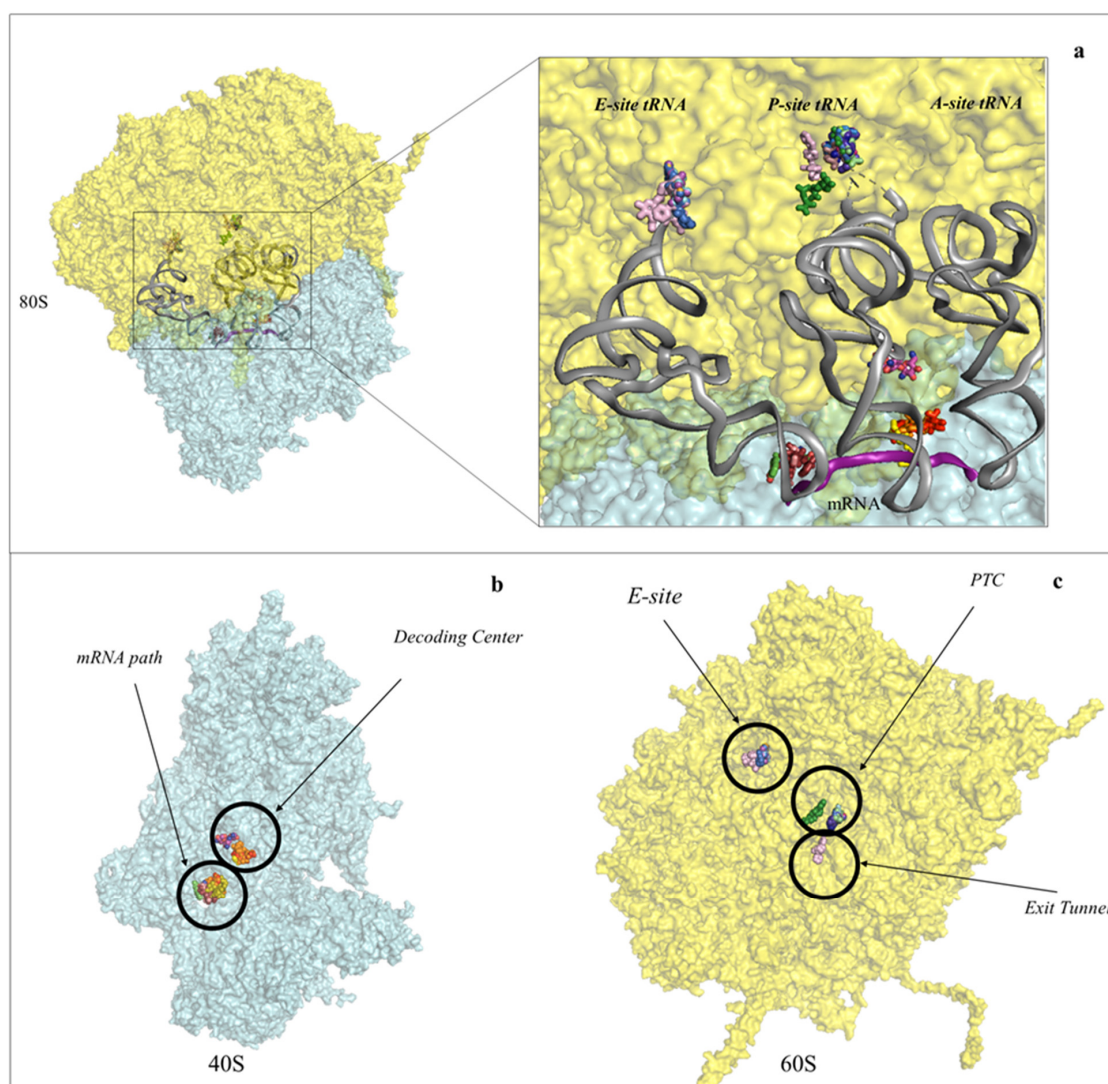 a
E-site tRNA P-site tRNA A-site tRNA
80S
mRNA
b
c
E-site
PTC
mRNA path
Decoding Center
Exit Tunnel
40S
60S